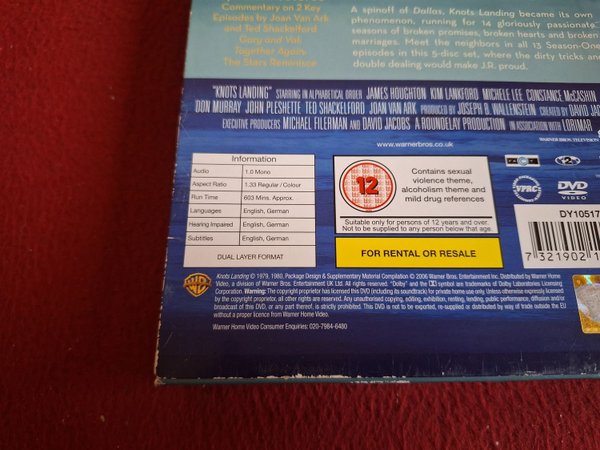 Commentary on 2 Key
Episodes by Joan Van Ark
and Ted Shackelford
Gary and Val:
Together Again:
The Stars Reminisce
A spinoff of Dallas, Knots Landing became its own
phenomenon, running for 14 gloriously passionate
seasons of broken promises, broken hearts and broken
marriages. Meet the neighbors in all 13 Season-One
episodes in this 5-disc set, where the dirty tricks and
double dealing would make J.R. proud.
"KNOTS LANDING" STARRING IN ALPHABETICAL ORDER JAMES HOUGHTON KIM LANKFORD MICHELE LEE CONSTANCE McCASHIN
DON MURRAY JOHN PLESHETTE TED SHACKELFORD JOAN VAN ARK PRODUCED BY JOSEPH B. WALLENSTEIN CREATED BY DAVID
EXECUTIVE PRODUCERS MICHAEL FILERMAN AND DAVID JACOBS A ROUNDELAY PRODUCTION IN ASSOCIATION WITH LORIMAR
www.warnerbros.co.uk
WARNER BROS. TELEVISION
Information
Audio 1.0 Mono
Aspect Ratio 1.33 Regular / Colour
Run Time 603 Mins. Approx.
Languages English, German
Hearing Impaired English, German
Subtitles English, German
DUAL LAYER FORMAT
12
Contains sexual
violence theme,
alcoholism theme and
mild drug references
Suitable only for persons of 12 years and over.
Not to be supplied to any person below that age.
FOR RENTAL OR RESALE
PG
2
VPRC
DVD
VIDEO
DY10517
7 321902 1
WB
Knots Landing © 1979, 1980, Package Design & Supplementary Material Compilation © 2006 Warner Bros. Entertainment Inc. Distributed by Warner Home
Video, a division of Warner Bros. Entertainment UK Ltd. All rights reserved. "Dolby" and the symbol are trademarks of Dolby Laboratories Licensing
Corporation. Warning: The copyright proprietor has licensed this DVD (including its soundtrack) for private home use only. Unless otherwise expressly licensed
by the copyright proprietor, all other rights are reserved. Any unauthorised copying, editing, exhibition, renting, lending, public performance, diffusion and/or
broadcast of this DVD, or any part thereof, is strictly prohibited. This DVD is not to be exported, re-supplied or distributed by way of trade outside the EU
without a proper licence from Warner Home Video.
Warner Home Video Consumer Enquiries: 020-7984-6480